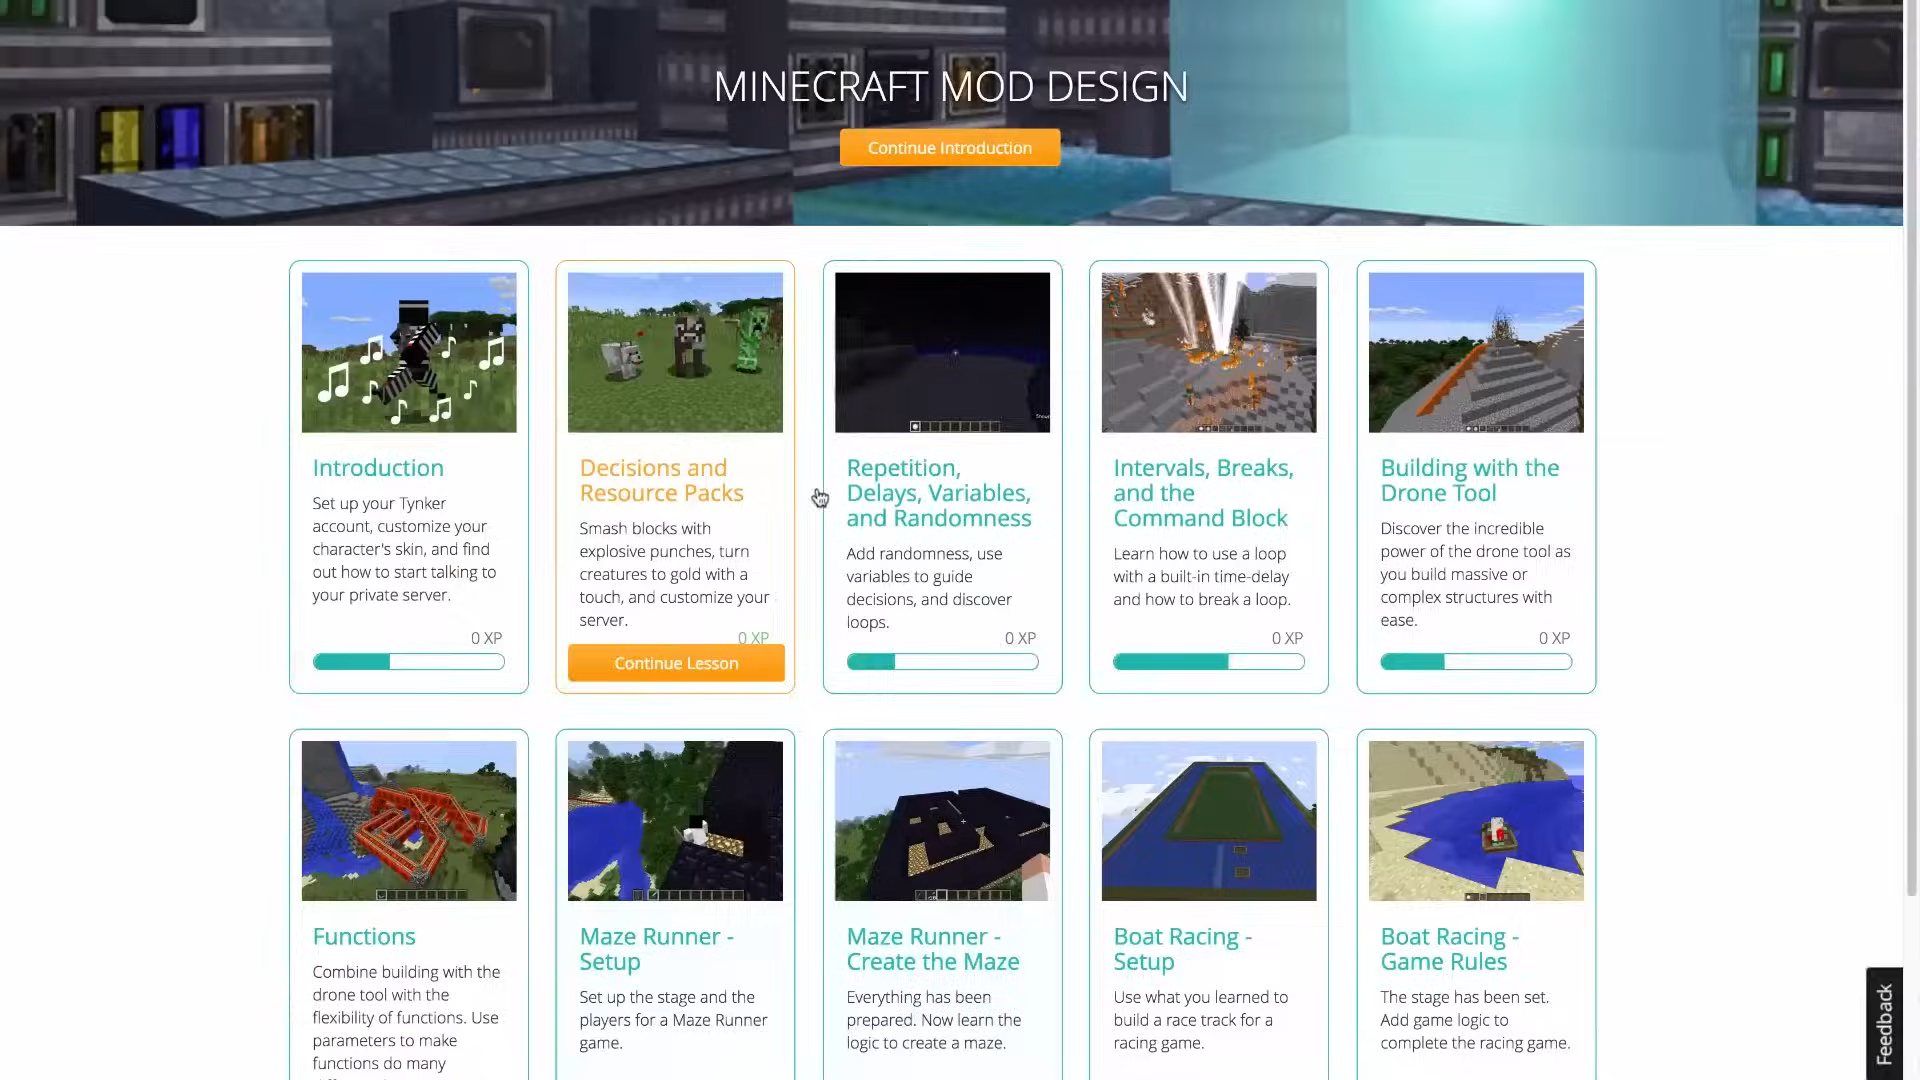 MINECRAFT MOD DESIGN
Continue Introduction
Introduction
Set up your Tynker
account, customize your
character's skin, and find
out how to start talking to
your private server.
0 XP
Decisions and
Resource Packs
Smash blocks with
explosive punches, turn
creatures to gold with a
touch, and customize your
server.
0 XP
Continue Lesson
Repetition,
Delays, Variables,
and Randomness
Add randomness, use
variables to guide
decisions, and discover
loops.
0 XP
Intervals, Breaks,
and the
Command Block
Learn how to use a loop
with a built-in time-delay
and how to break a loop.
0 XP
Building with the
Drone Tool
Discover the incredible
power of the drone tool as
you build massive or
complex structures with
ease.
0 XP
Functions
Combine building with the
drone tool with the
flexibility of functions. Use
parameters to make
functions do many
Maze Runner -
Setup
Set up the stage and the
players for a Maze Runner
game.
Maze Runner -
Create the Maze
Everything has been
prepared. Now learn the
logic to create a maze.
Boat Racing -
Setup
Use what you learned to
build a race track for a
racing game.
Boat Racing -
Game Rules
The stage has been set.
Add game logic to
complete the racing game.
Feedback